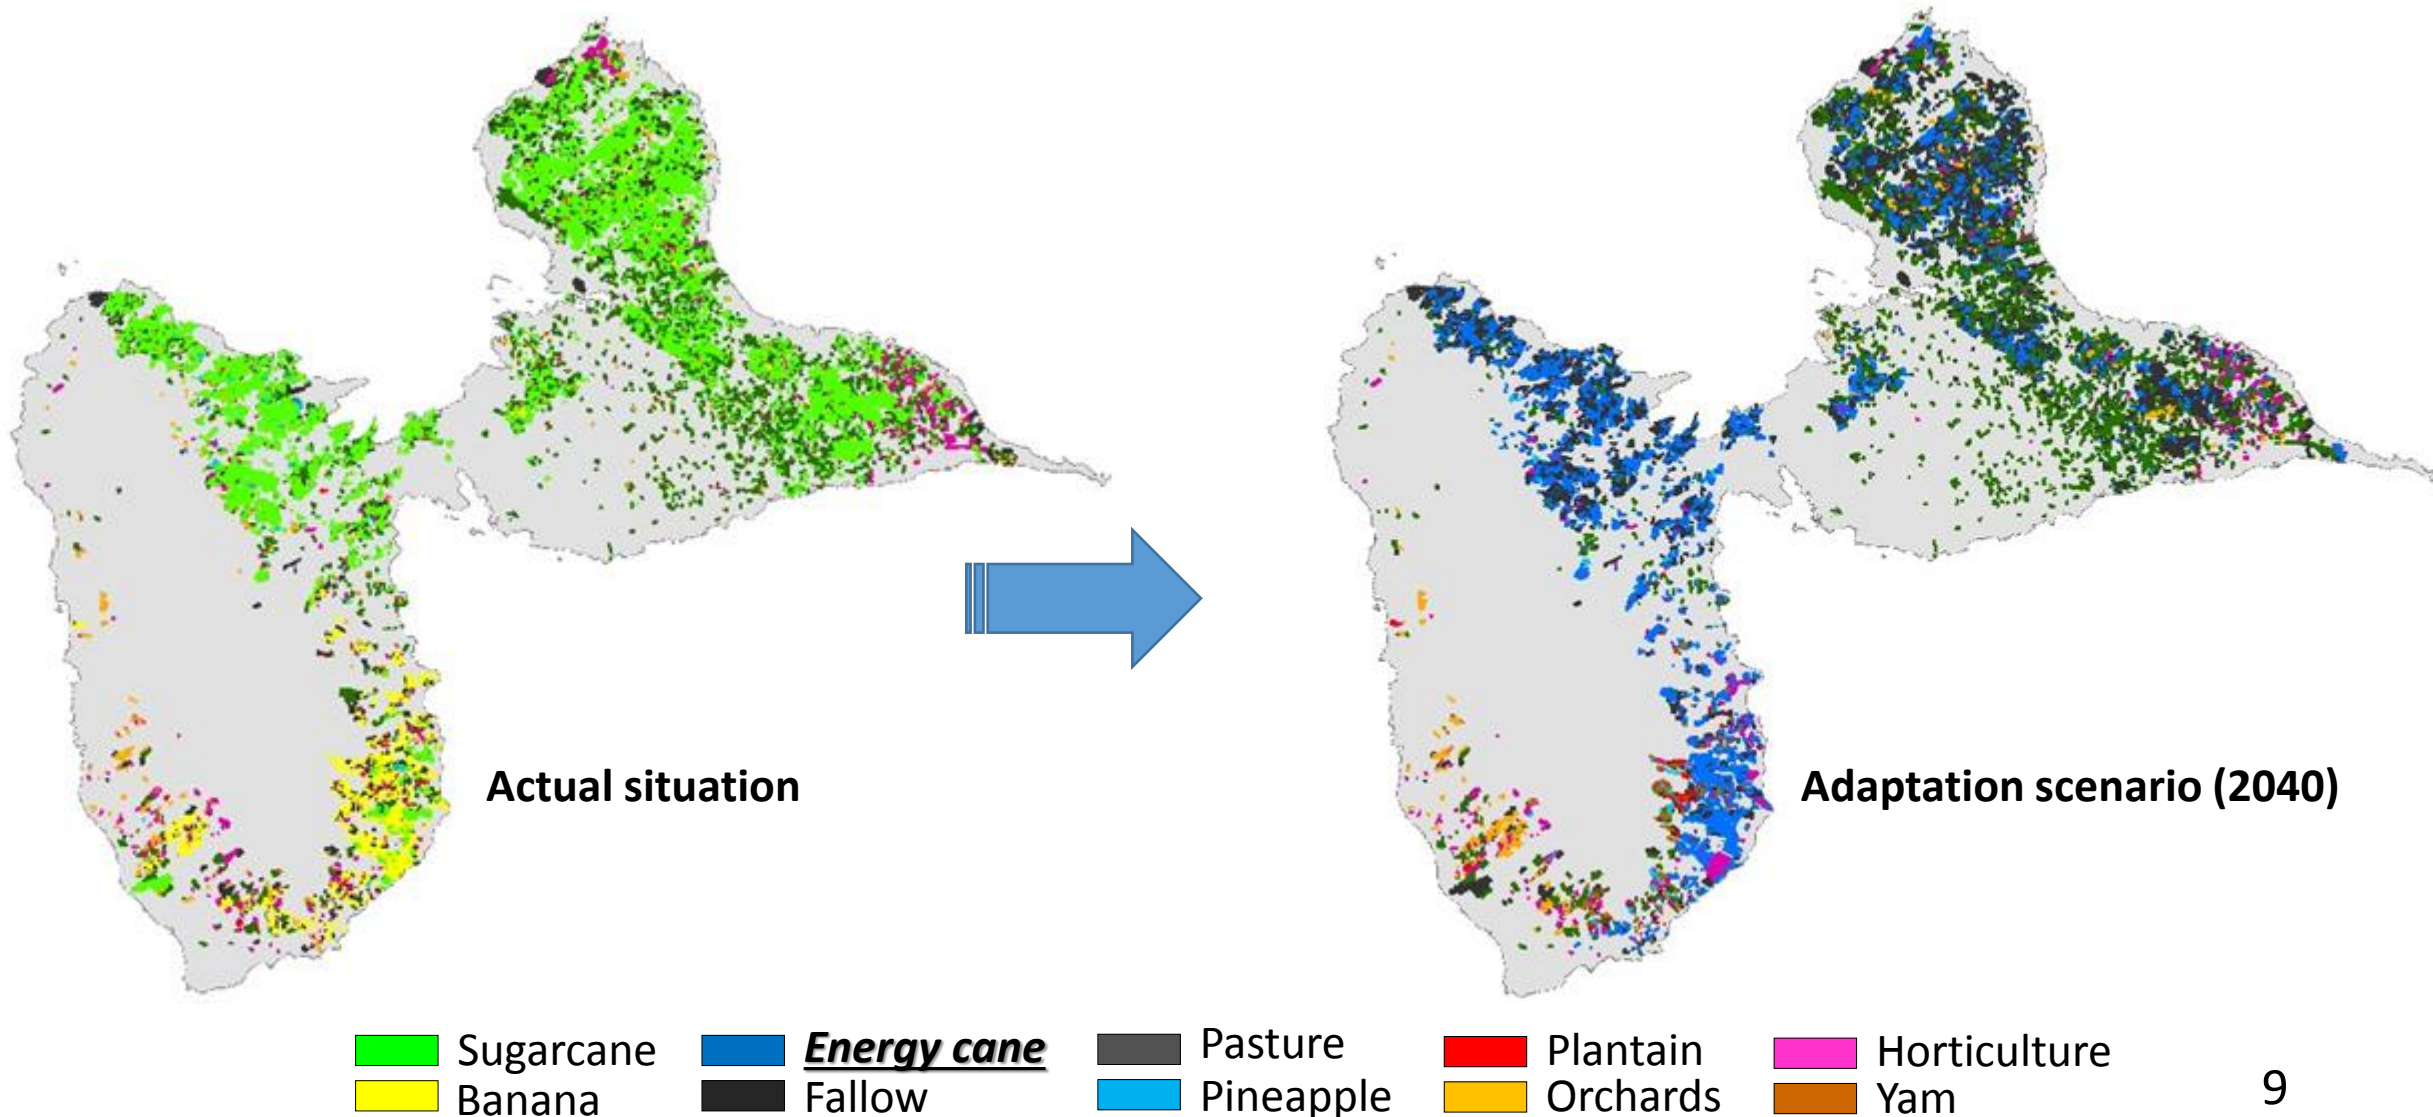 Actual situation
Adaptation scenario (2040)
Sugarcane
Energy cane
Pasture
Plantain
Horticulture
Banana
Fallow
Pineapple
Orchards
Yam
9